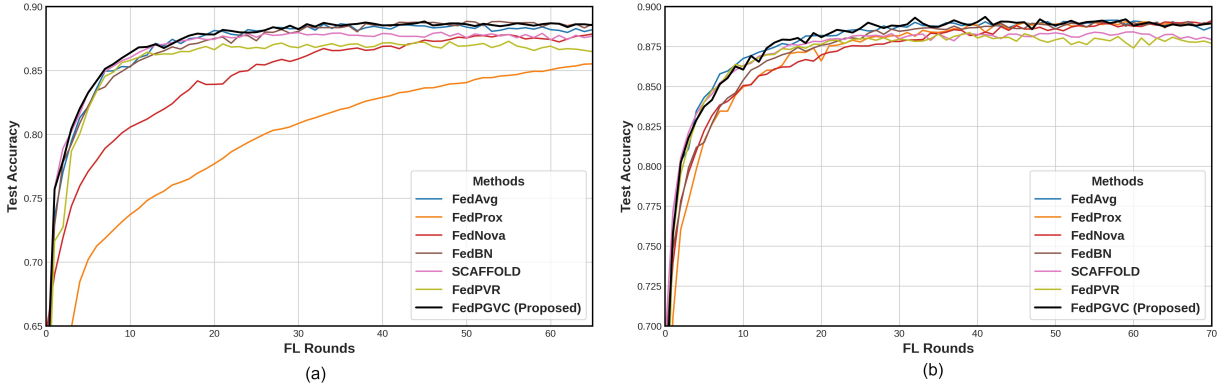 0.90
0.85
0.80
0.75
0.70
0.65
Test Accuracy
0 10 20 30 40 50 60
FL Rounds
Methods
FedAvg
FedProx
FedNova
FedBN
SCAFFOLD
FedPVR
FedPGVC (Proposed)
(a)
0.900
0.875
0.850
0.825
0.800
0.775
0.750
0.725
0.700
Test Accuracy
0 10 20 30 40 50 60 70
FL Rounds
Methods
FedAvg
FedProx
FedNova
FedBN
SCAFFOLD
FedPVR
FedPGVC (Proposed)
(b)